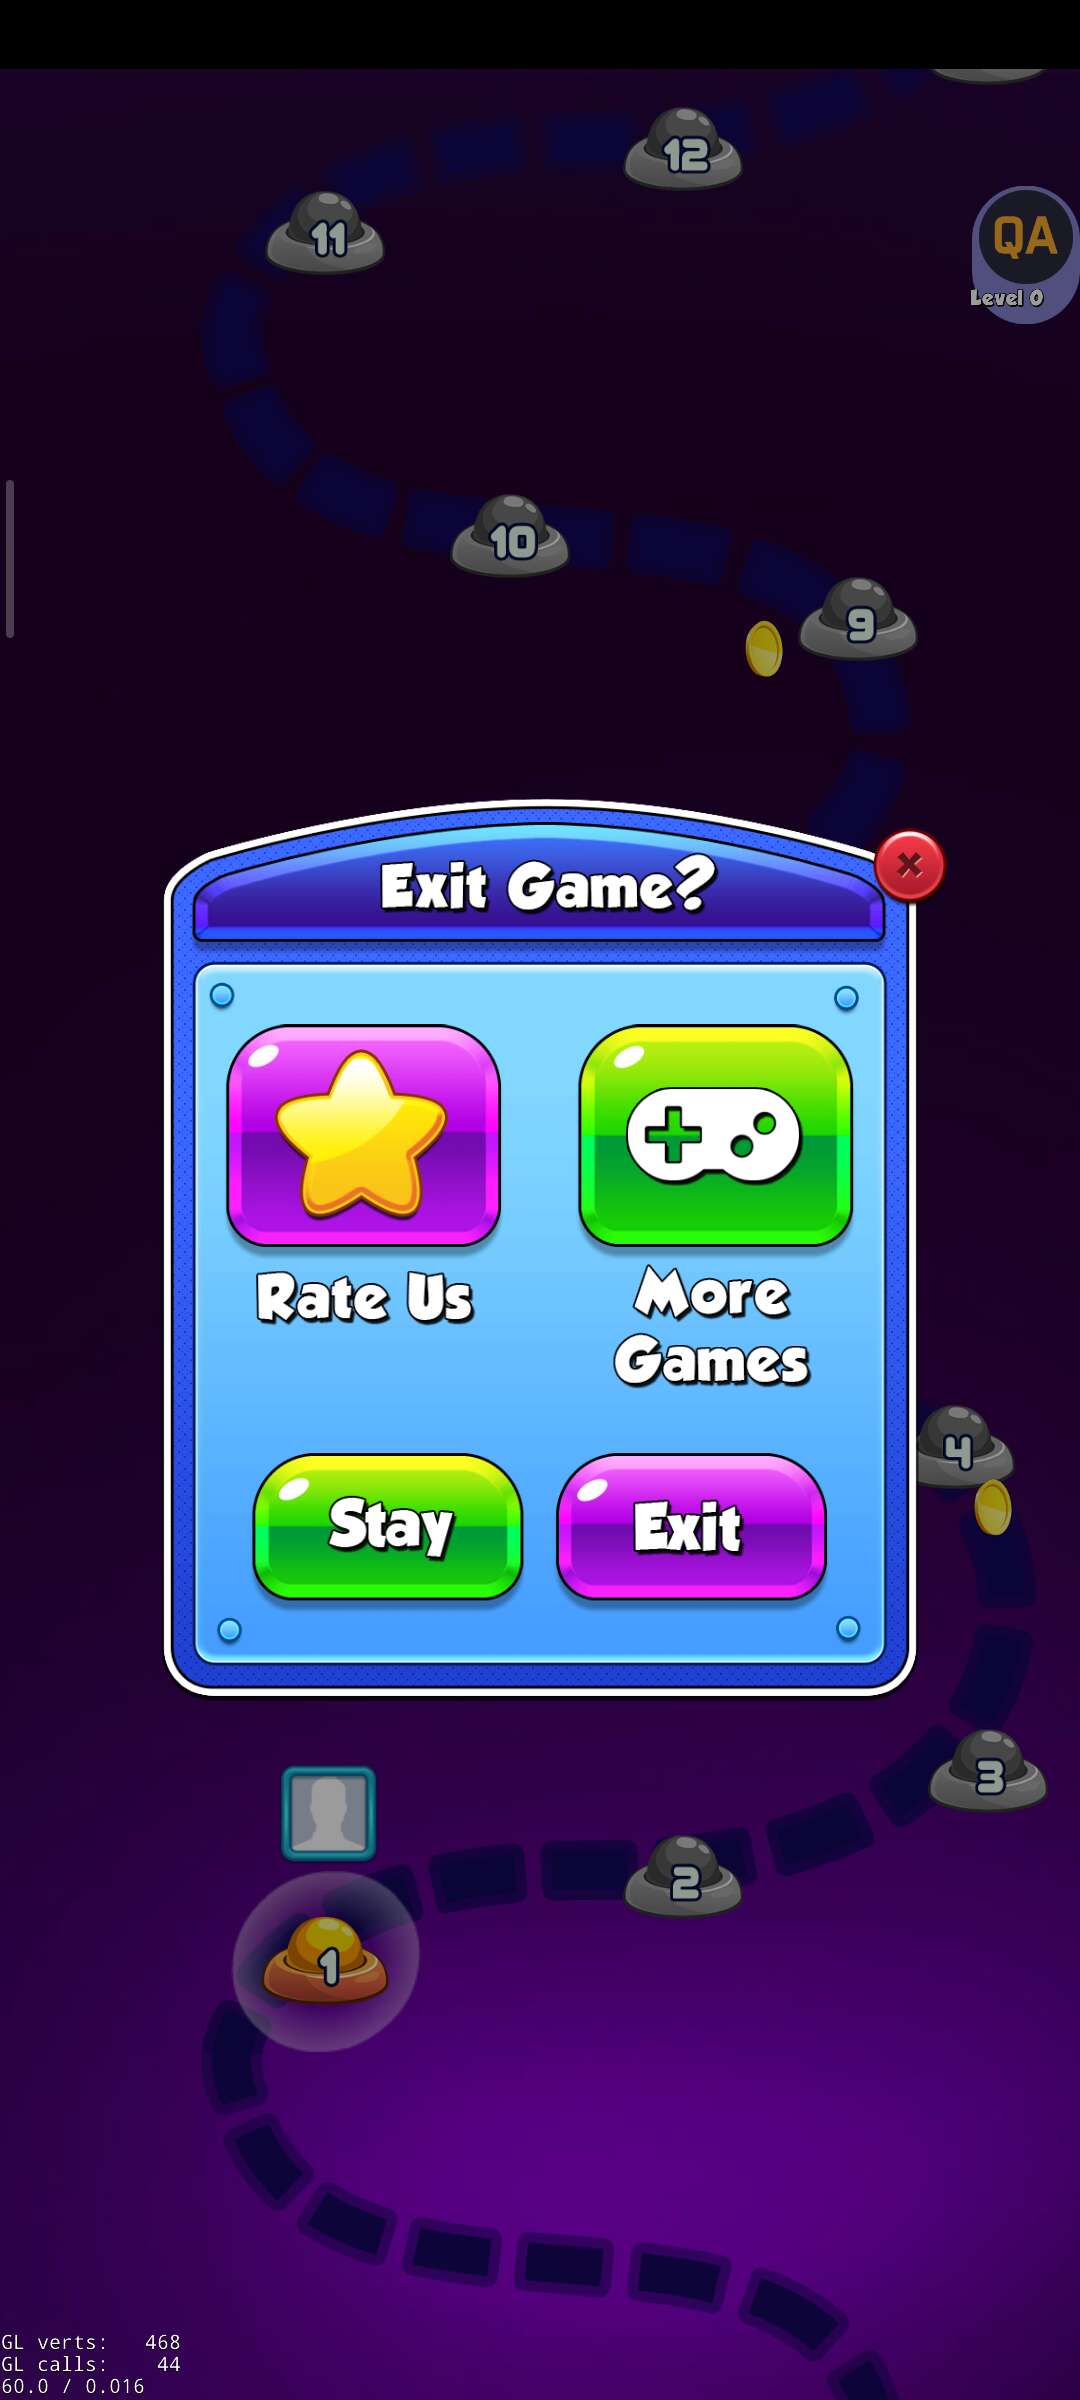 12
11
QA
Level 0
10
9
Exit Game?
Rate Us
More
Games
4
Stay
Exit
3
2
1
GL verts: 468
GL calls: 44
60.0 / 0.016